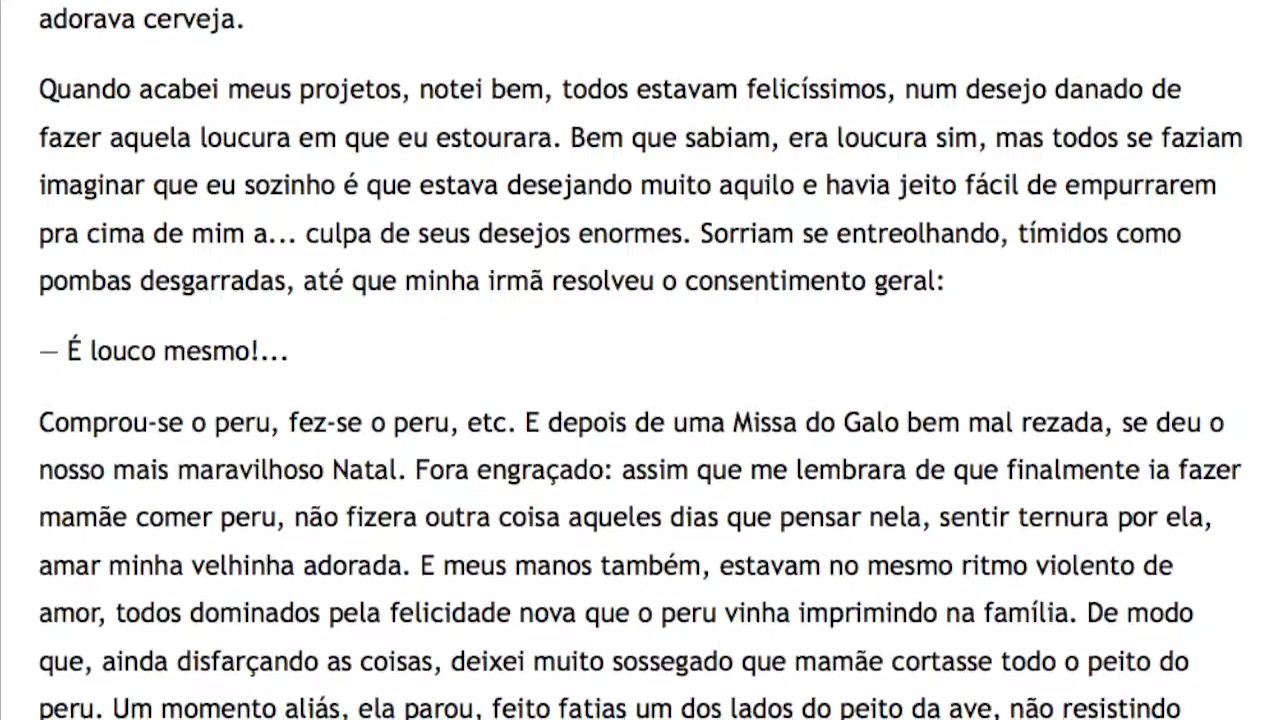 adorava cerveja.
Quando acabei meus projetos, notei bem, todos estavam felicíssimos, num desejo danado de
fazer aquela loucura em que eu estourara. Bem que sabiam, era loucura sim, mas todos se faziam
imaginar que eu sozinho é que estava desejando muito aquilo e havia jeito fácil de empurrarem
pra cima de mim a... culpa de seus desejos enormes. Sorriam se entreolhando, tímidos como
pombas desgarradas, até que minha irmã resolveu o consentimento geral:
— É louco mesmo!...
Comprou-se o peru, fez-se o peru, etc. E depois de uma Missa do Galo bem mal rezada, se deu o
nosso mais maravilhoso Natal. Fora engraçado: assim que me lembrara de que finalmente ia fazer
mamãe comer peru, não fizera outra coisa aqueles dias que pensar nela, sentir ternura por ela,
amar minha velhinha adorada. E meus manos também, estavam no mesmo ritmo violento de
amor, todos dominados pela felicidade nova que o peru vinha imprimindo na família. De modo
que, ainda disfarçando as coisas, deixei muito sossegado que mamãe cortasse todo o peito do
peru. Um momento aliás, ela parou, feito fatias um dos lados do peito da ave, não resistindo